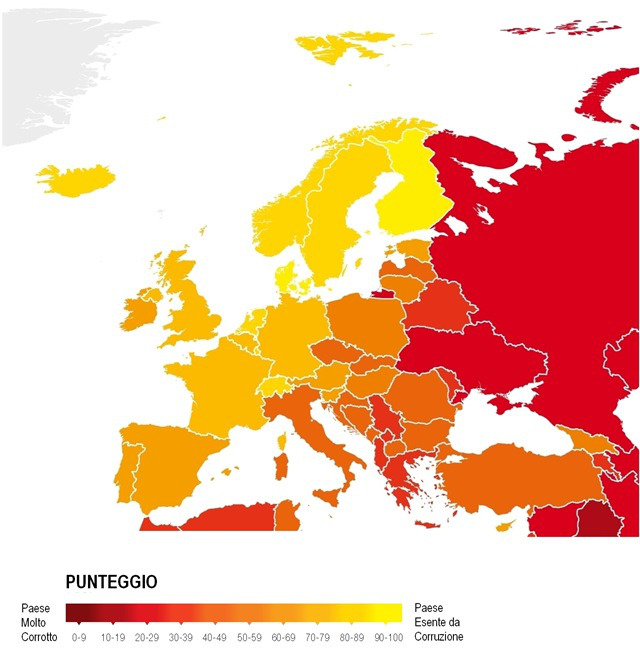 PUNTEGGIO
Paese
Molto
Corrotto
0-9 10-19 20-29 30-39 40-49 50-59 60-69 70-79 80-89 90-100
Paese
Esente da
Corruzione